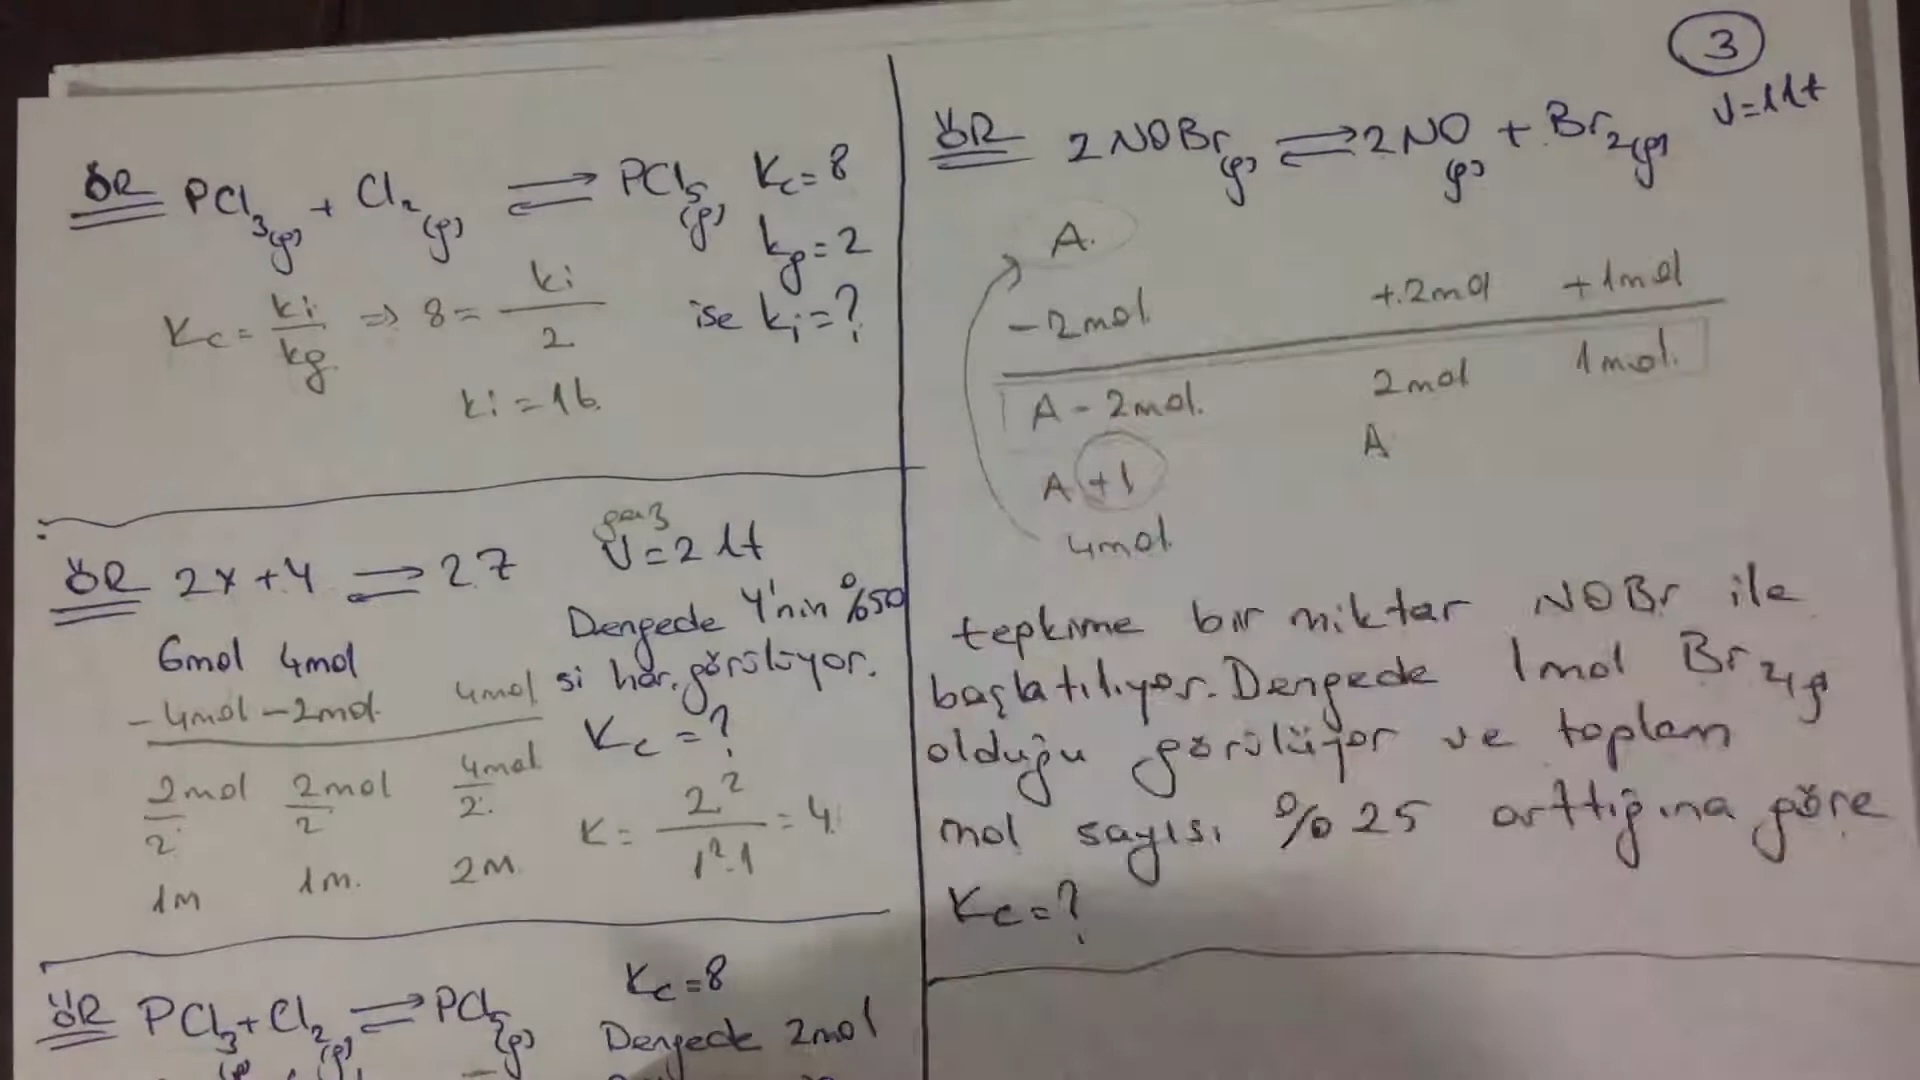 3
ÖR PCl3(g) + Cl2(g) ⇌ PCl5(g) Kc=8
kg=2
ise ki=?
Kc = ki/kg ⇒ 8 = ki/2
ki=16.
ÖR 2X+Y ⇌ 2Z gaz V=2 lt
6mol 4mol
-4mol -2mol. 4mol
2mol/2 2mol/2 4mol/2
1M 1M. 2M
Dengede Y'nin %50
si har. görülüyor.
Kc=?
K= 2²/1².1 = 4.
ÖR PCl3(g)+Cl2(g) ⇌ PCl5(g) Kc=8
Dengede 2mol
ÖR 2NOBr(g) ⇌ 2NO(g) + Br2(g) V=1lt
A.
-2mol. +2mol +1mol
A-2mol. 2mol 1mol.
A+1 A
4mol.
tepkime bir miktar NOBr ile
başlatılıyor. Dengede 1mol Br2(g)
olduğu görülüyor ve toplam
mol sayısı %25 arttığına göre
Kc=?